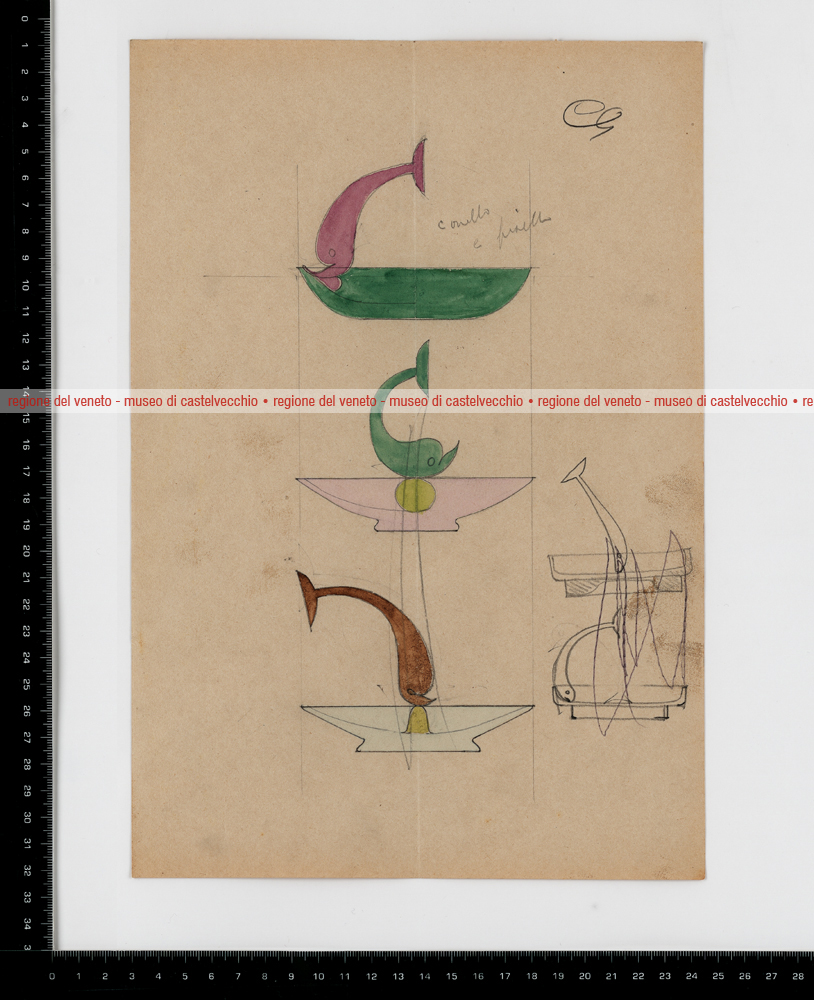 regione del veneto - museo di castelvecchio • regione del veneto - museo di castelvecchio • regione del veneto - museo di castelvecchio • re
0 1 2 3 4 5 6 7 8 9 10 11 12 13 14 15 16 17 18 19 20 21 22 23 24 25 26 27 28 29 30 31 32 33 34 3
0 1 2 3 4 5 6 7 8 9 10 11 12 13 14 15 16 17 18 19 20 21 22 23 24 25 26 27 28